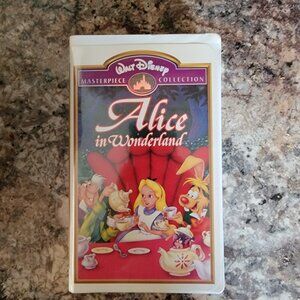 Walt Disney
MASTERPIECE COLLECTION
Alice
in Wonderland